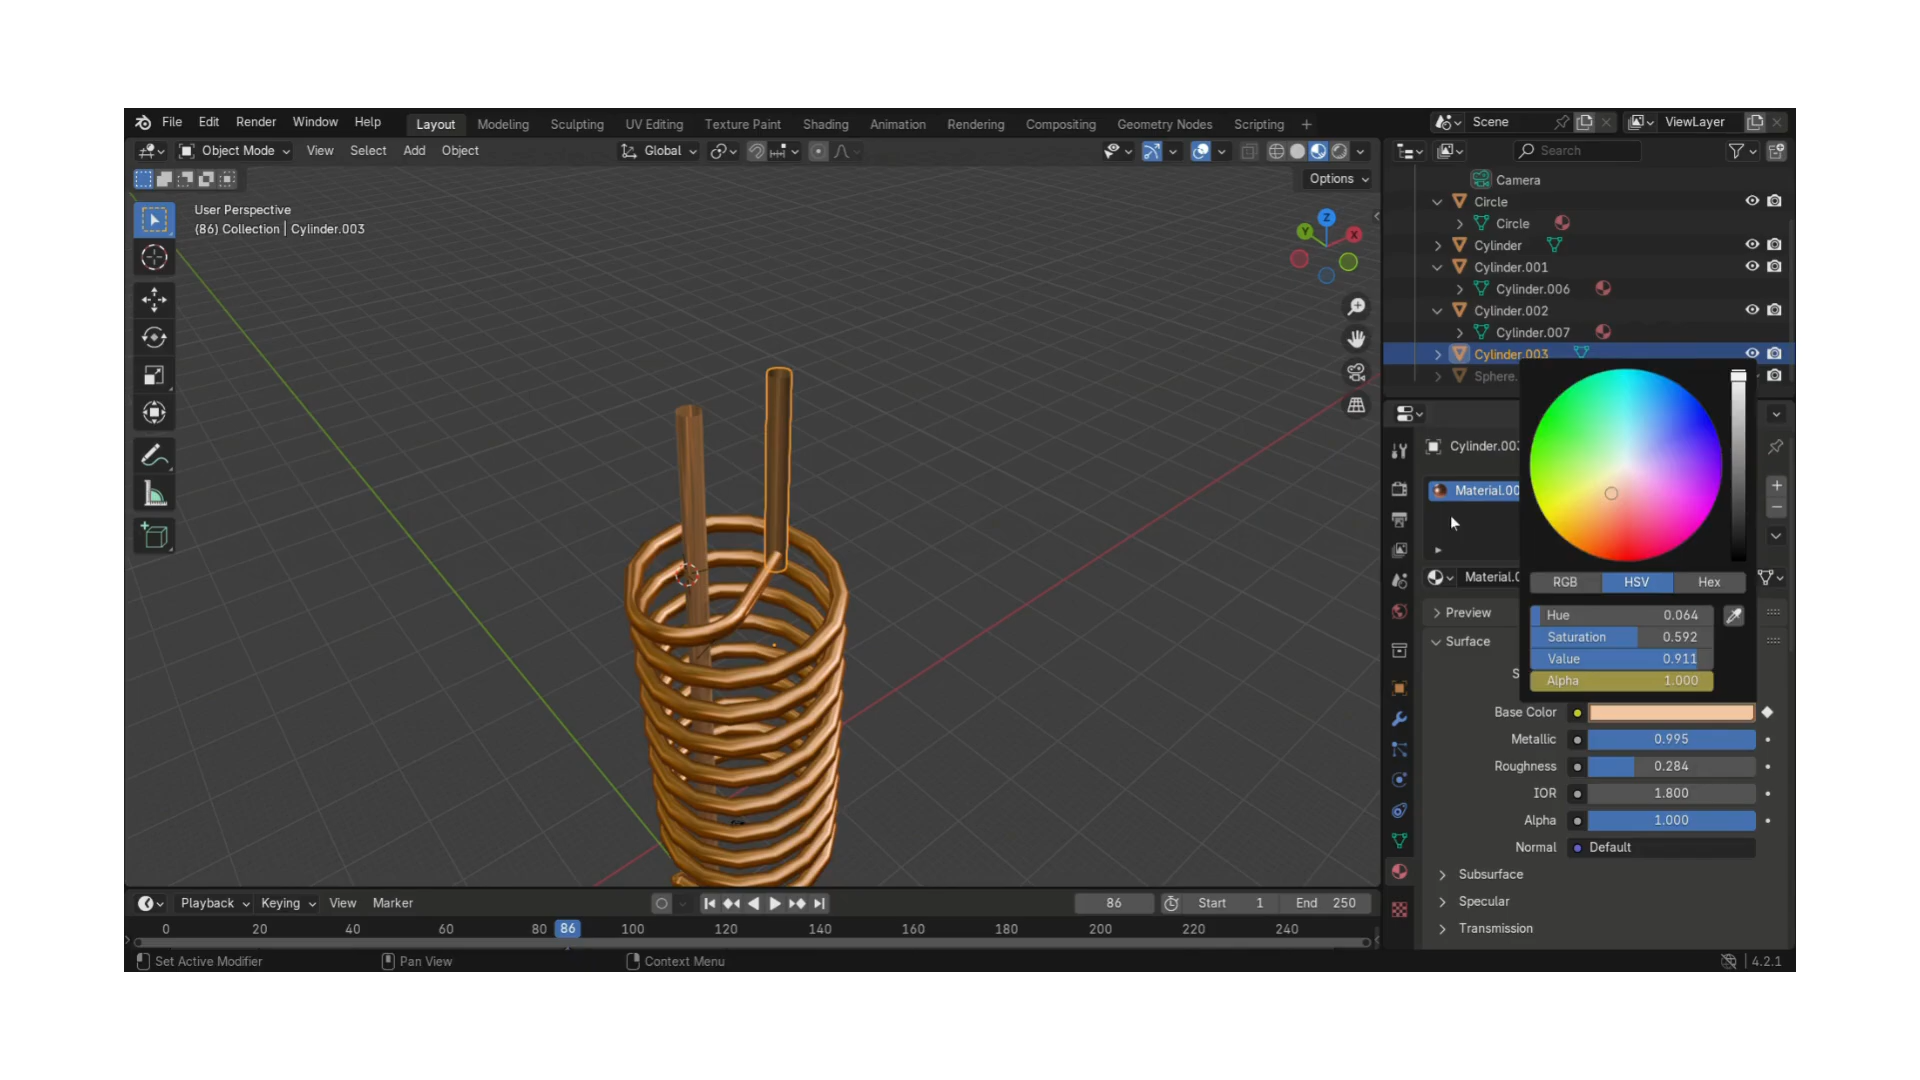 File Edit Render Window Help Layout Modeling Sculpting UV Editing Texture Paint Shading Animation Rendering Compositing Geometry Nodes Scripting + Scene ViewLayer
Object Mode View Select Add Object Global Search
Options
User Perspective
(86) Collection | Cylinder.003
Z
Y
X
Camera
Circle
Circle
Cylinder
Cylinder.001
Cylinder.006
Cylinder.002
Cylinder.007
Cylinder.003
Sphere.
Cylinder.003
Material.00
Material.0
RGB HSV Hex
Preview
Hue 0.064
Surface
Saturation 0.592
Value 0.911
S
Alpha 1.000
Base Color
Metallic 0.995
Roughness 0.284
IOR 1.800
Alpha 1.000
Normal Default
Subsurface
Specular
Transmission
Playback Keying View Marker 86 Start 1 End 250
0 20 40 60 80 86 100 120 140 160 180 200 220 240
Set Active Modifier Pan View Context Menu 4.2.1